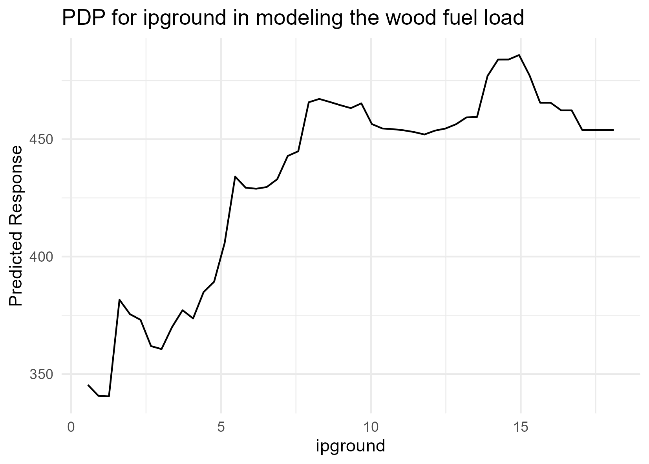 PDP for ipground in modeling the wood fuel load
Predicted Response
450
400
350
0 5 10 15
ipground